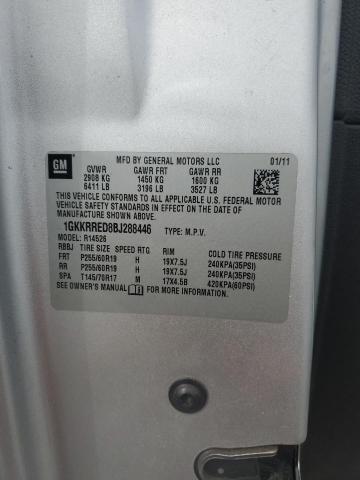 GM
MFD BY GENERAL MOTORS LLC 01/11
GVWR GAWR FRT GAWR RR
2908 KG 1450 KG 1600 KG
6411 LB 3196 LB 3527 LB
THIS VEHICLE CONFORMS TO ALL APPLICABLE U.S. FEDERAL MOTOR
VEHICLE SAFETY STANDARDS IN EFFECT ON THE DATE OF
MANUFACTURE SHOWN ABOVE.
1GKKRRED8BJ288446 TYPE: M.P.V.
MODEL: R14526
RBBJ TIRE SIZE SPEED RTG RIM COLD TIRE PRESSURE
FRT P255/60R19 H 19X7.5J 240KPA(35PSI)
RR P255/60R19 H 19X7.5J 240KPA(35PSI)
SPA T145/70R17 M 17X4.5B 420KPA(60PSI)
SEE OWNER'S MANUAL FOR MORE INFORMATION.